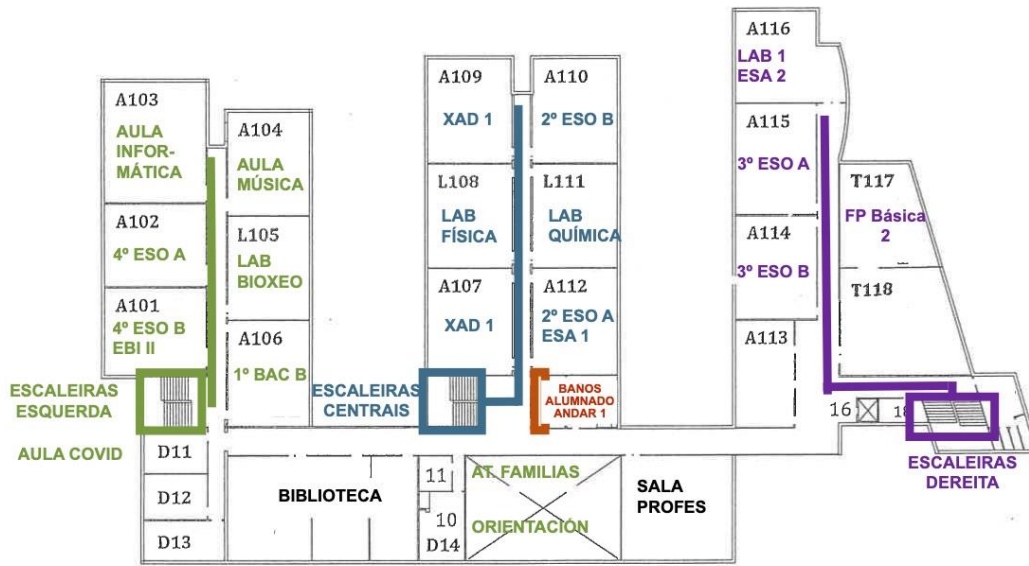 A103
AULA
INFOR-
MÁTICA
A102
4º ESO A
A101
4º ESO B
EBI II
A104
AULA
MÚSICA
L105
LAB
BIOXEO
A106
1º BAC B
ESCALEIRAS
ESQUERDA
AULA COVID
D11
D12
D13
A109
XAD 1
L108
LAB
FÍSICA
A107
XAD 1
A110
2º ESO B
L111
LAB
QUÍMICA
A112
2º ESO A
ESA 1
ESCALEIRAS
CENTRAIS
BANOS
ALUMNADO
ANDAR 1
BIBLIOTECA
11
10
D14
AT. FAMILIAS
ORIENTACIÓN
SALA
PROFES
A116
LAB 1
ESA 2
A115
3º ESO A
A114
3º ESO B
A113
T117
FP Básica
2
T118
16
18
ESCALEIRAS
DEREITA